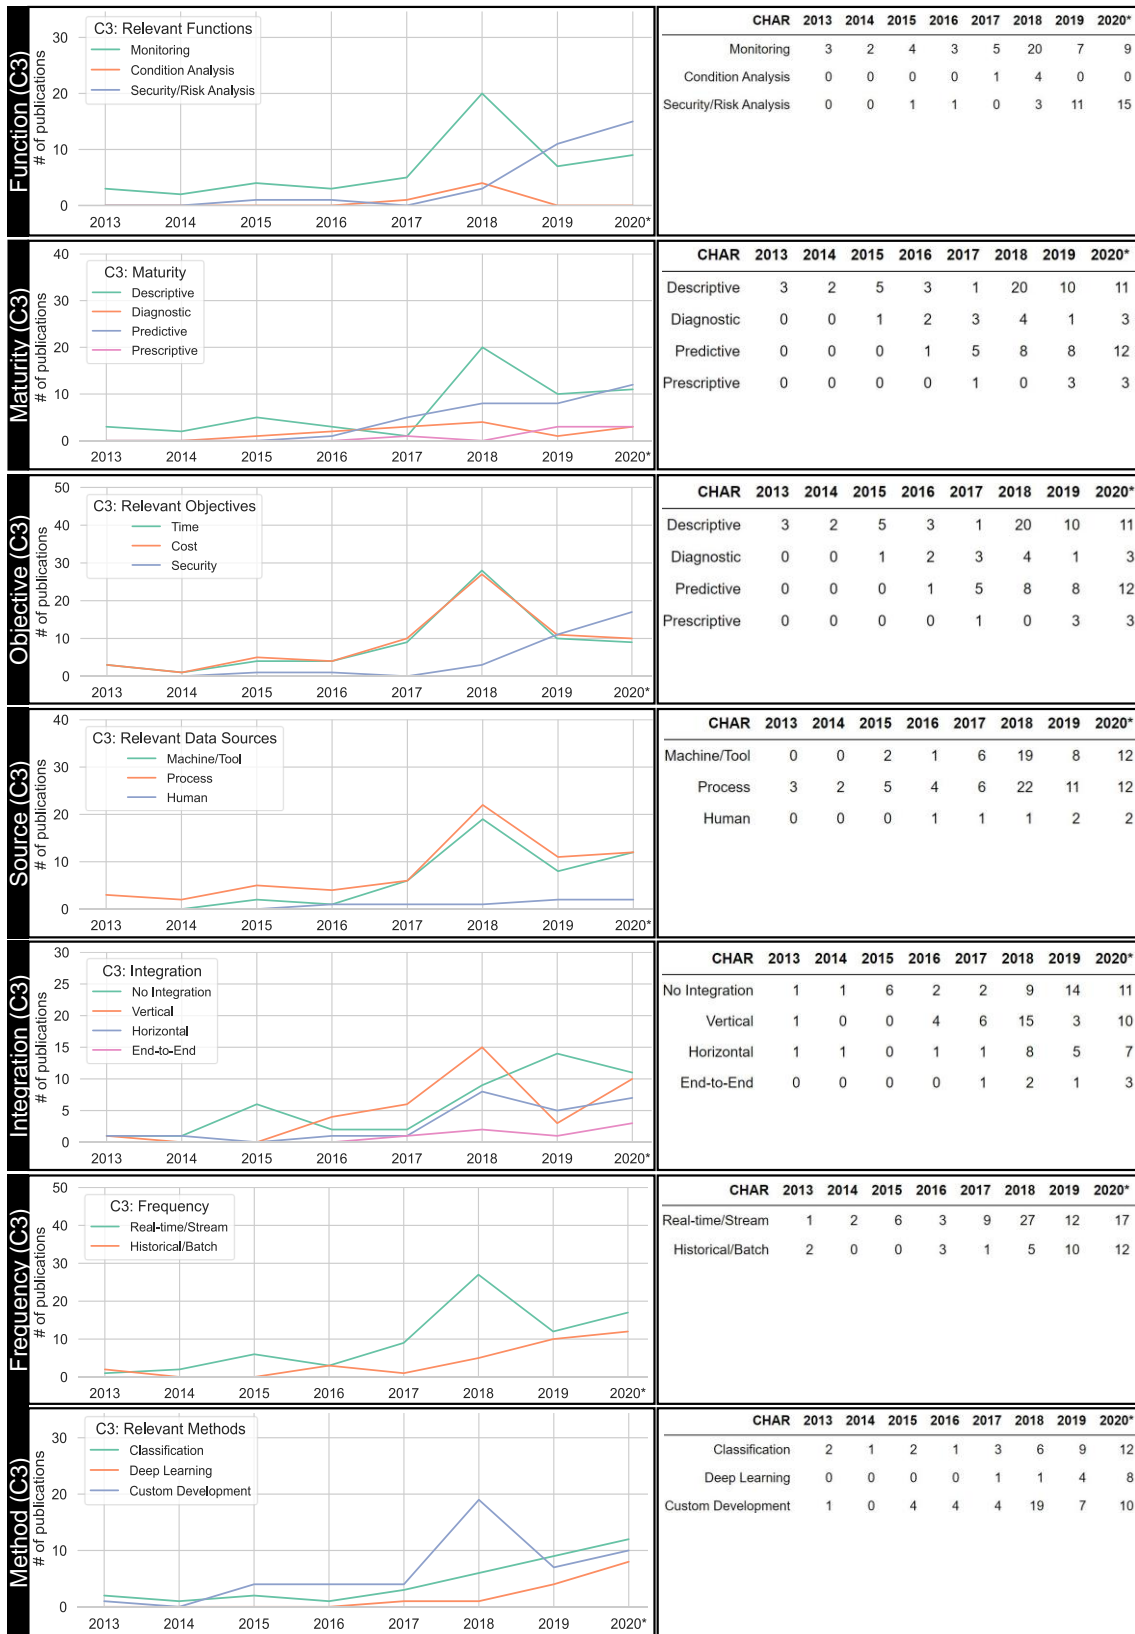 Function (C3)
# of publications
C3: Relevant Functions
Monitoring
Condition Analysis
Security/Risk Analysis
30
20
10
0
2013 2014 2015 2016 2017 2018 2019 2020*
CHAR 2013 2014 2015 2016 2017 2018 2019 2020*
Monitoring 3 2 4 3 5 20 7 9
Condition Analysis 0 0 0 0 1 4 0 0
Security/Risk Analysis 0 0 1 1 0 3 11 15
Maturity (C3)
# of publications
C3: Maturity
Descriptive
Diagnostic
Predictive
Prescriptive
40
30
20
10
0
2013 2014 2015 2016 2017 2018 2019 2020*
CHAR 2013 2014 2015 2016 2017 2018 2019 2020*
Descriptive 3 2 5 3 1 20 10 11
Diagnostic 0 0 1 2 3 4 1 3
Predictive 0 0 0 1 5 8 8 12
Prescriptive 0 0 0 0 1 0 3 3
Objective (C3)
# of publications
C3: Relevant Objectives
Time
Cost
Security
50
40
30
20
10
0
2013 2014 2015 2016 2017 2018 2019 2020*
CHAR 2013 2014 2015 2016 2017 2018 2019 2020*
Descriptive 3 2 5 3 1 20 10 11
Diagnostic 0 0 1 2 3 4 1 3
Predictive 0 0 0 1 5 8 8 12
Prescriptive 0 0 0 0 1 0 3 3
Source (C3)
# of publications
C3: Relevant Data Sources
Machine/Tool
Process
Human
40
30
20
10
0
2013 2014 2015 2016 2017 2018 2019 2020*
CHAR 2013 2014 2015 2016 2017 2018 2019 2020*
Machine/Tool 0 0 2 1 6 19 8 12
Process 3 2 5 4 6 22 11 12
Human 0 0 0 1 1 1 2 2
Integration (C3)
# of publications
C3: Integration
No Integration
Vertical
Horizontal
End-to-End
30
25
20
15
10
5
0
2013 2014 2015 2016 2017 2018 2019 2020*
CHAR 2013 2014 2015 2016 2017 2018 2019 2020*
No Integration 1 1 6 2 2 9 14 11
Vertical 1 0 0 4 6 15 3 10
Horizontal 1 1 0 1 1 8 5 7
End-to-End 0 0 0 0 1 2 1 3
Frequency (C3)
# of publications
C3: Frequency
Real-time/Stream
Historical/Batch
50
40
30
20
10
0
2013 2014 2015 2016 2017 2018 2019 2020*
CHAR 2013 2014 2015 2016 2017 2018 2019 2020*
Real-time/Stream 1 2 6 3 9 27 12 17
Historical/Batch 2 0 0 3 1 5 10 12
Method (C3)
# of publications
C3: Relevant Methods
Classification
Deep Learning
Custom Development
30
20
10
0
2013 2014 2015 2016 2017 2018 2019 2020*
CHAR 2013 2014 2015 2016 2017 2018 2019 2020*
Classification 2 1 2 1 3 6 9 12
Deep Learning 0 0 0 0 1 1 4 8
Custom Development 1 0 4 4 4 19 7 10